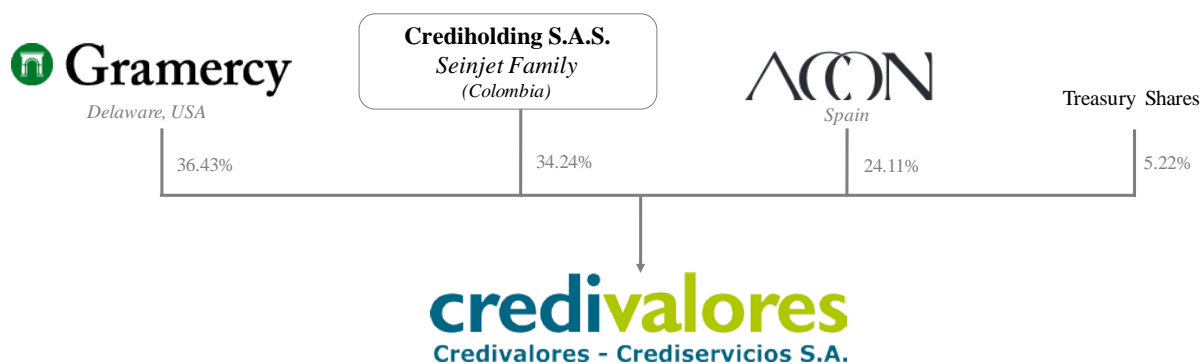 Gramercy
Delaware, USA
Crediholding S.A.S.
Seinjet Family
(Colombia)
ACON
Spain
Treasury Shares
36.43%
34.24%
24.11%
5.22%
credivalores
Credivalores - Crediservicios S.A.